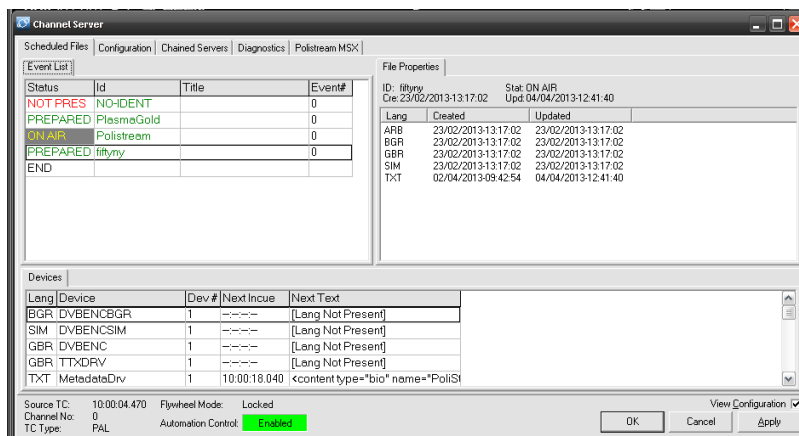 Channel Server
Scheduled Files Configuration Chained Servers Diagnostics Polistream MSX
Event List
Status Id Title Event#
NOT PRES NO-IDENT 0
PREPARED PlasmaGold 0
ON AIR Polistream 0
PREPARED fiftyny 0
END
File Properties
ID: fiftyny Stat: ON AIR
Cre: 23/02/2013-13:17:02 Upd: 04/04/2013-12:41:40
Lang Created Updated
ARB 23/02/2013-13:17:02 23/02/2013-13:17:02
BGR 23/02/2013-13:17:02 23/02/2013-13:17:02
GBR 23/02/2013-13:17:02 23/02/2013-13:17:02
SIM 23/02/2013-13:17:02 23/02/2013-13:17:02
TXT 02/04/2013-09:42:54 04/04/2013-12:41:40
Devices
Lang Device Dev # Next Incue Next Text
BGR DVBENCBGR 1 --:--:--:-- [Lang Not Present]
SIM DVBENCSIM 1 --:--:--:-- [Lang Not Present]
GBR DVBENC 1 --:--:--:-- [Lang Not Present]
GBR TTXDRV 1 --:--:--:-- [Lang Not Present]
TXT MetadataDrv 1 10:00:18.040 <content type="bio" name="PoliSt
Source TC: 10:00:04.470 Flywheel Mode: Locked
Channel No: 0 Automation Control: Enabled
TC Type: PAL
View Configuration
OK Cancel Apply